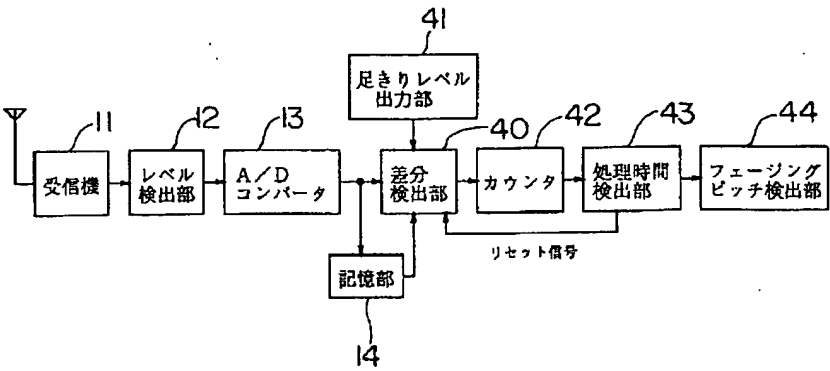 41
足きりレベル
出力部
11
12
13
40
42
43
44
受信機
レベル
検出部
A/D
コンバータ
差分
検出部
カウンタ
処理時間
検出部
フェージング
ピッチ検出部
リセット信号
記憶部
14